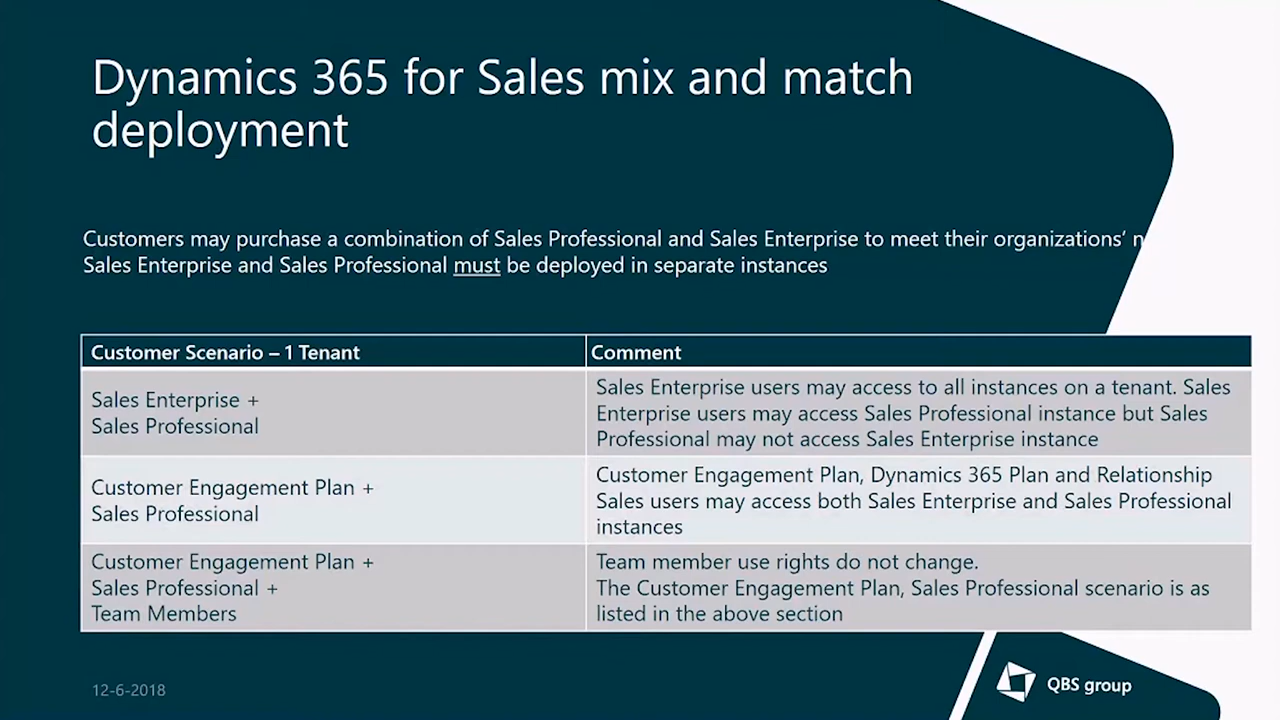 Dynamics 365 for Sales mix and match
deployment
Customers may purchase a combination of Sales Professional and Sales Enterprise to meet their organizations’
Sales Enterprise and Sales Professional must be deployed in separate instances
Customer Scenario – 1 Tenant
Comment
Sales Enterprise +
Sales Professional
Sales Enterprise users may access to all instances on a tenant. Sales
Enterprise users may access Sales Professional instance but Sales
Professional may not access Sales Enterprise instance
Customer Engagement Plan +
Sales Professional
Customer Engagement Plan, Dynamics 365 Plan and Relationship
Sales users may access both Sales Enterprise and Sales Professional
instances
Customer Engagement Plan +
Sales Professional +
Team Members
Team member use rights do not change.
The Customer Engagement Plan, Sales Professional scenario is as
listed in the above section
12-6-2018
QBS group